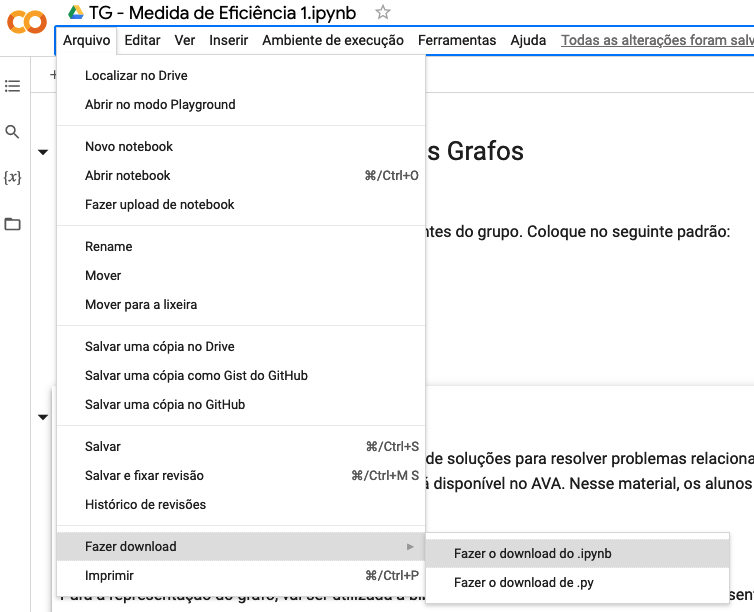 TG - Medida de Eficiência 1.ipynb
Arquivo Editar Ver Inserir Ambiente de execução Ferramentas Ajuda Todas as alterações foram salv
Localizar no Drive
Abrir no modo Playground
Novo notebook
s Grafos
Abrir notebook ⌘/Ctrl+O
{x}
Fazer upload de notebook
ntes do grupo. Coloque no seguinte padrão:
Rename
Mover
Mover para a lixeira
Salvar uma cópia no Drive
Salvar uma cópia como Gist do GitHub
Salvar uma cópia no GitHub
Salvar ⌘/Ctrl+S
de soluções para resolver problemas relaciona
Salvar e fixar revisão ⌘/Ctrl+M S
á disponível no AVA. Nesse material, os alunos
Histórico de revisões
Fazer download
Fazer o download do .ipynb
Imprimir ⌘/Ctrl+P
Fazer o download de .py
Para a representação do grafo, vai ser utilizada a